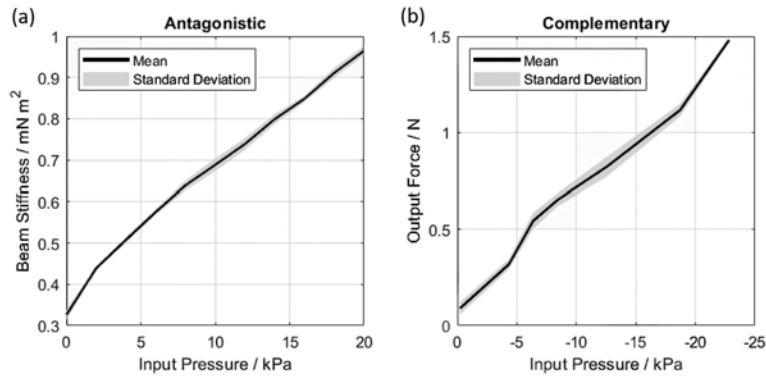 (a)
Antagonistic
Mean
Standard Deviation
Beam Stiffness / mN m²
1
0.9
0.8
0.7
0.6
0.5
0.4
0.3
0
5
10
15
20
Input Pressure / kPa
(b)
Complementary
Mean
Standard Deviation
Output Force / N
1.5
1
0.5
0
0
-5
-10
-15
-20
-25
Input Pressure / kPa